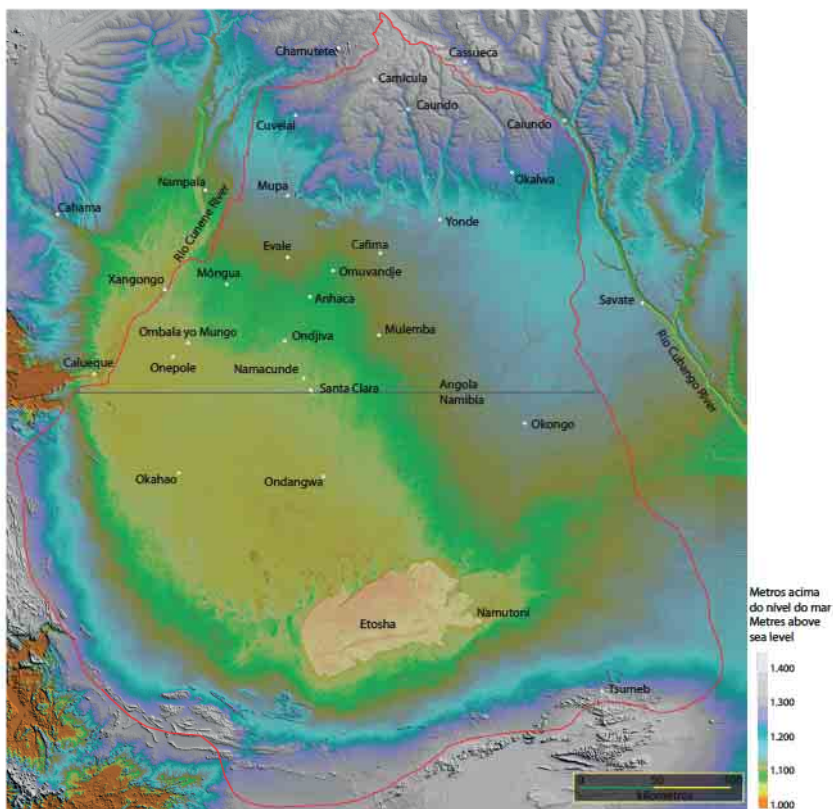 Chamutete
Cassueca
Camicula
Caundo
Cuvelai
Caiundo
Okalwa
Nampala
Mupa
Cahama
Yonde
Rio Cunene River
Evale
Cafima
Omuvandje
Xangongo
Môngua
Anhaca
Savate
Ombala yo Mungo
Ondjiva
Mulemba
Rio Cubango River
Onepole
Calueque
Namacunde
Santa Clara
Angola
Namibia
Okongo
Okahao
Ondangwa
Etosha
Namutoni
Tsumeb
Metros acima
do nível do mar
Metres above
sea level
1.400
1.300
1.200
1.100
1.000
0 50 100
kilometros